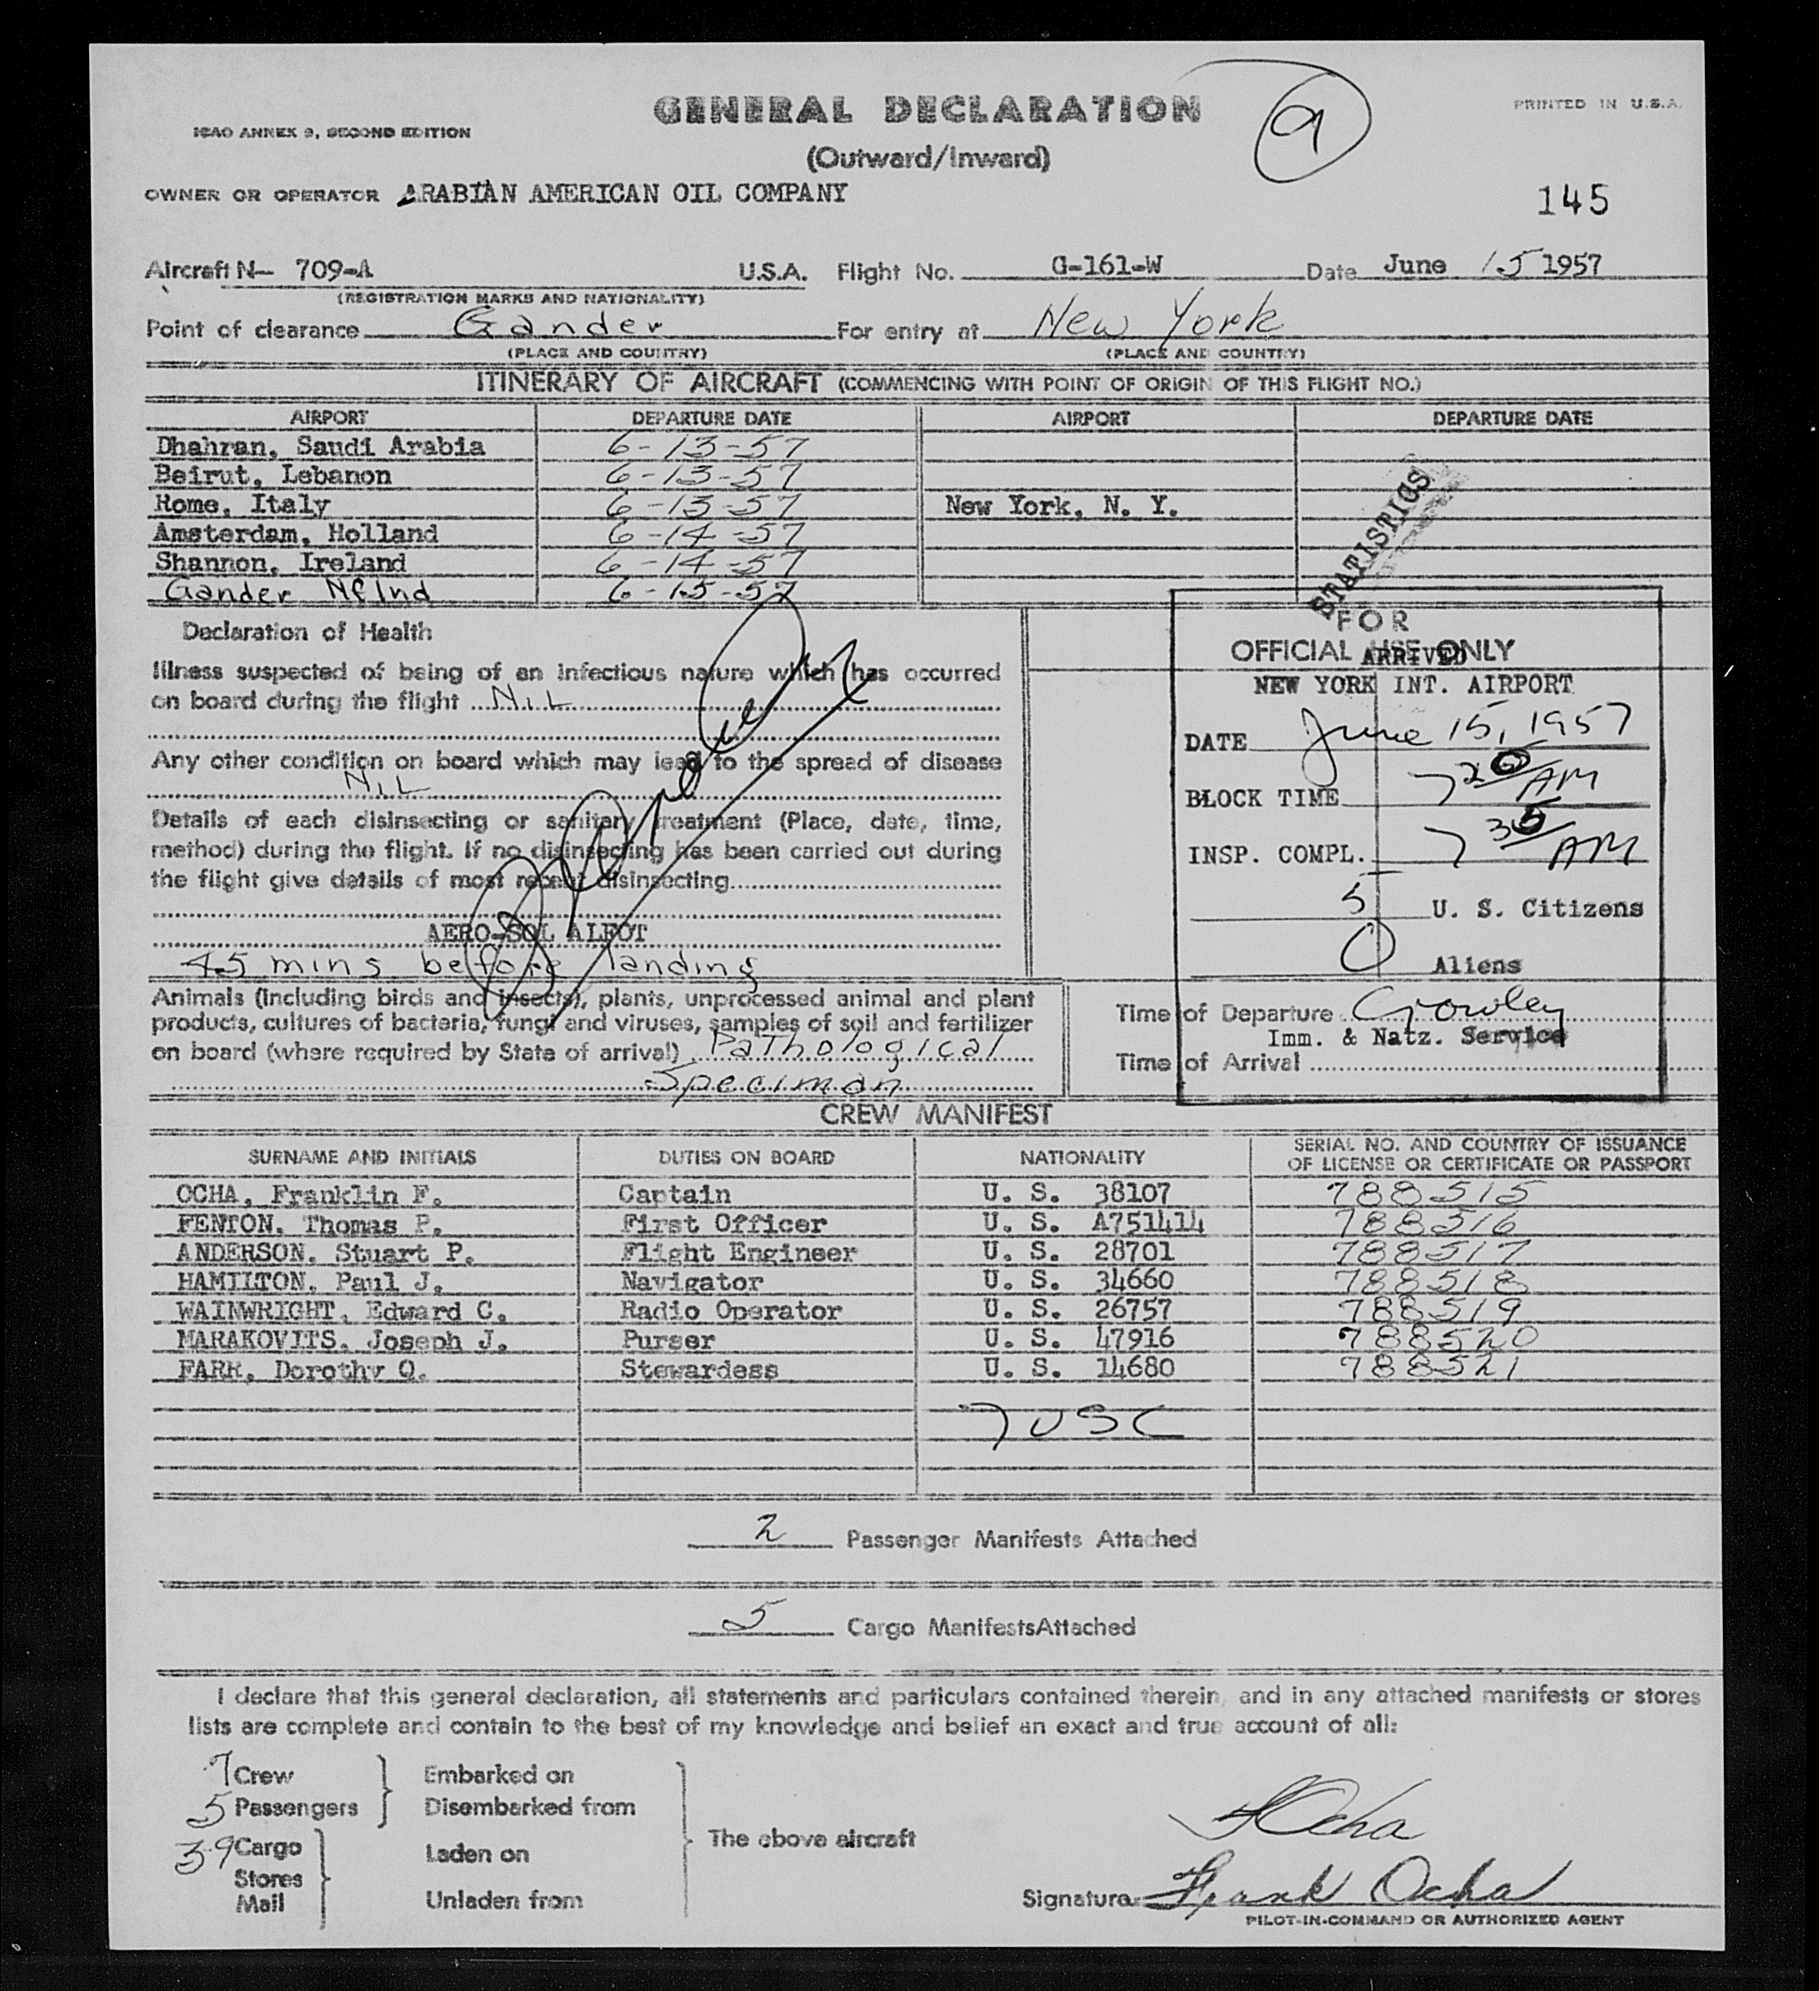 GENERAL DECLARATION
PRINTED IN U.S.A.
ICAO ANNEX 9, SECOND EDITION
(Outward/Inward)
9
OWNER OR OPERATOR ARABIAN AMERICAN OIL COMPANY
145
Aircraft N— 709-A U.S.A. Flight No. G-161-W Date June 15 1957
(REGISTRATION MARKS AND NATIONALITY)
Point of clearance Gander For entry at New York
(PLACE AND COUNTRY) (PLACE AND COUNTRY)
ITINERARY OF AIRCRAFT (COMMENCING WITH POINT OF ORIGIN OF THIS FLIGHT NO.)
AIRPORT DEPARTURE DATE AIRPORT DEPARTURE DATE
Dhahran, Saudi Arabia 6-13-57
Beirut, Lebanon 6-13-57
Rome, Italy 6-13-57 New York, N. Y.
Amsterdam, Holland 6-14-57
Shannon, Ireland 6-14-57
Gander Nflnd 6-15-57
STATISTICS
Declaration of Health
Illness suspected of being of an infectious nature which has occurred
on board during the flight Nil
Any other condition on board which may lead to the spread of disease
Nil
Details of each disinsecting or sanitary treatment (Place, date, time,
method) during the flight. If no disinsecting has been carried out during
the flight give details of most recent disinsecting
AERO-SOL ALFOT
45 mins before landing
FOR
OFFICIAL USE ONLY
ARRIVED
NEW YORK INT. AIRPORT
DATE June 15, 1957
BLOCK TIME 7 20 AM
INSP. COMPL. 7 35 AM
5 U. S. Citizens
0 Aliens
Animals (including birds and insects), plants, unprocessed animal and plant
products, cultures of bacteria, fungi and viruses, samples of soil and fertilizer
on board (where required by State of arrival) Pathological
Speciman
Time of Departure Crowley
Imm. & Natz. Service
Time of Arrival
CREW MANIFEST
SURNAME AND INITIALS DUTIES ON BOARD NATIONALITY SERIAL NO. AND COUNTRY OF ISSUANCE OF LICENSE OR CERTIFICATE OR PASSPORT
OCHA, Franklin F. Captain U. S. 38107 788515
FENTON, Thomas P. First Officer U. S. A751414 788516
ANDERSON, Stuart P. Flight Engineer U. S. 28701 788517
HAMILTON, Paul J. Navigator U. S. 34660 788518
WAINWRIGHT, Edward C. Radio Operator U. S. 26757 788519
MARAKOVITS, Joseph J. Purser U. S. 47916 788520
FARR, Dorothy Q. Stewardess U. S. 14680 788521
7 USC
2 Passenger Manifests Attached
5 Cargo Manifests Attached
I declare that this general declaration, all statements and particulars contained therein, and in any attached manifests or stores
lists are complete and contain to the best of my knowledge and belief an exact and true account of all:
7 Crew Embarked on
5 Passengers Disembarked from
39 Cargo Laden on The above aircraft
Stores
Mail Unladen from
F Ocha
Signature Frank Ocha
PILOT-IN-COMMAND OR AUTHORIZED AGENT